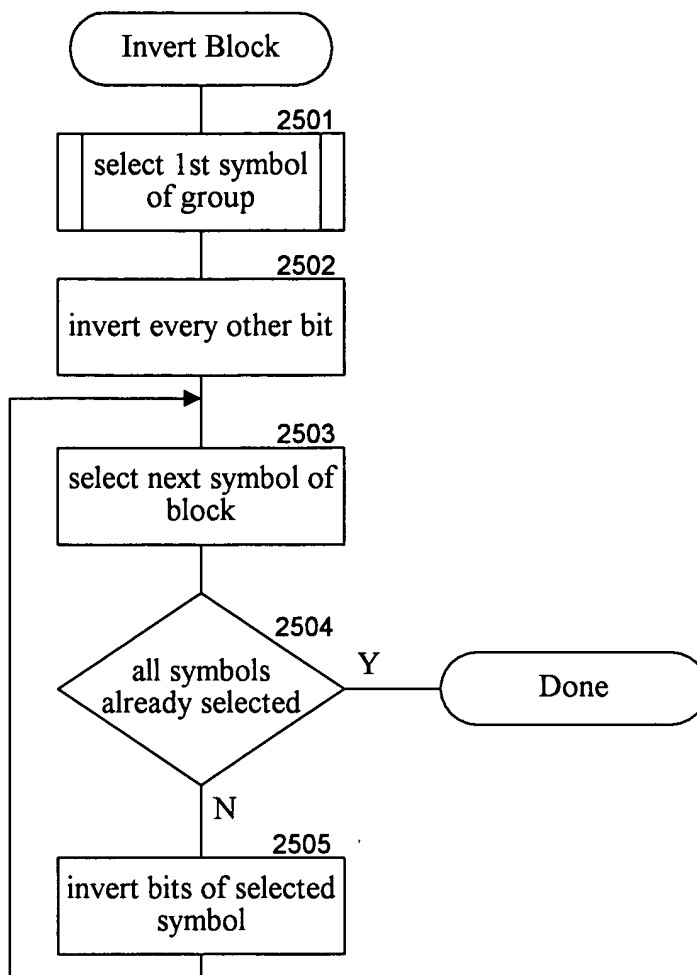 Invert Block
2501
select 1st symbol
of group
2502
invert every other bit
2503
select next symbol of
block
2504
all symbols
already selected
Y
Done
N
2505
invert bits of selected
symbol